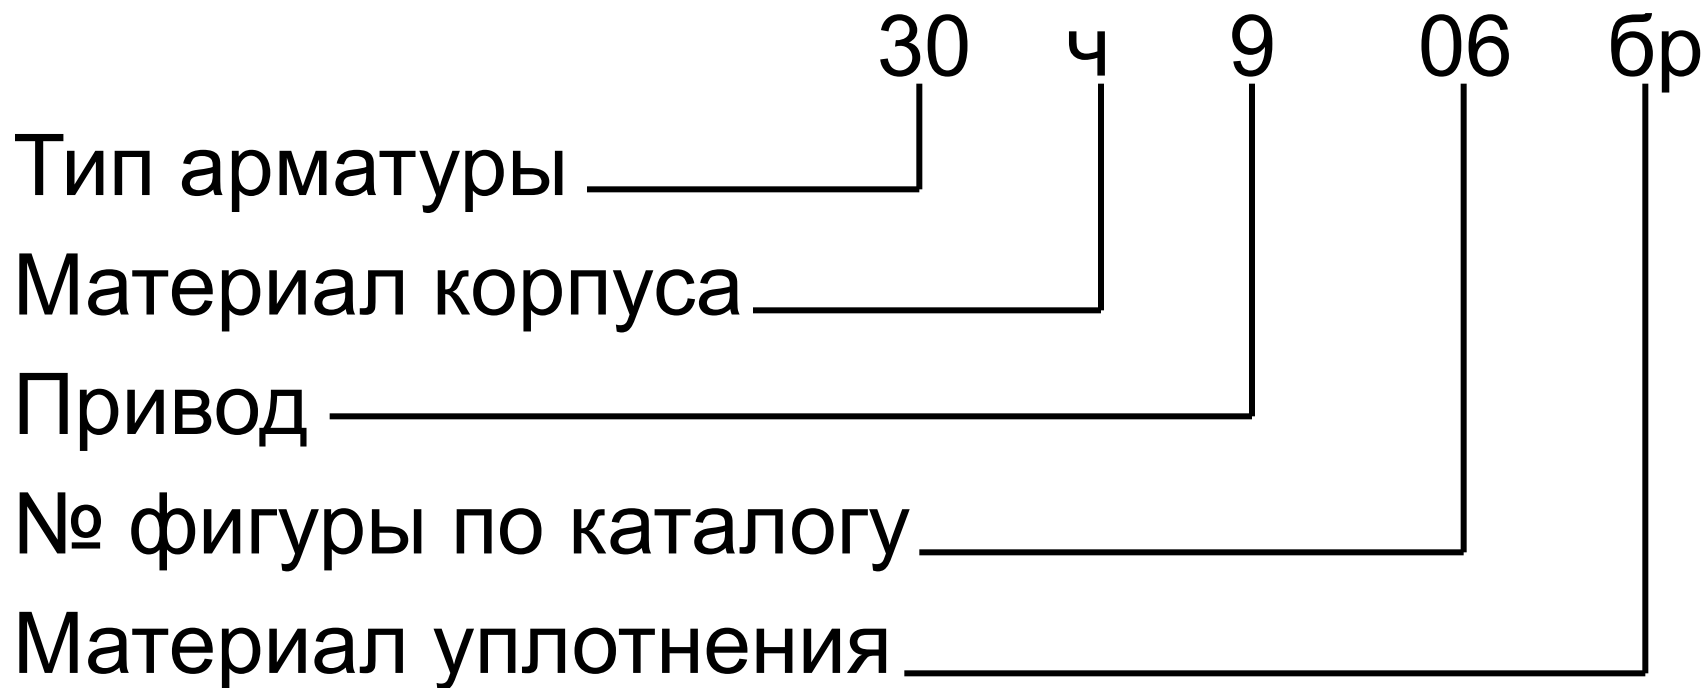 30 ч 9 06 бр
Тип арматуры
Материал корпуса
Привод
№ фигуры по каталогу
Материал уплотнения